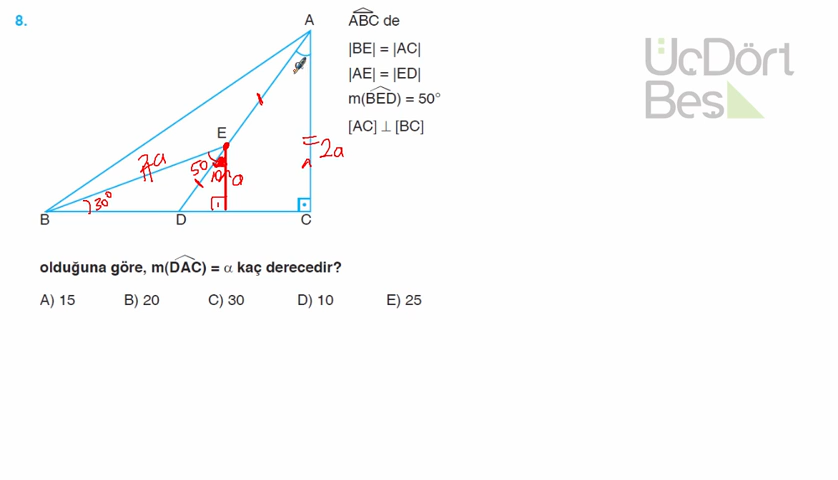 8.
A
ABC de
|BE| = |AC|
|AE| = |ED|
m(BED) = 50°
[AC] ⊥ [BC]
ÜçDört
Beş
E
2a
2a
50
a
30°
B
D
C
olduğuna göre, m(DAC) = α kaç derecedir?
A) 15 B) 20 C) 30 D) 10 E) 25